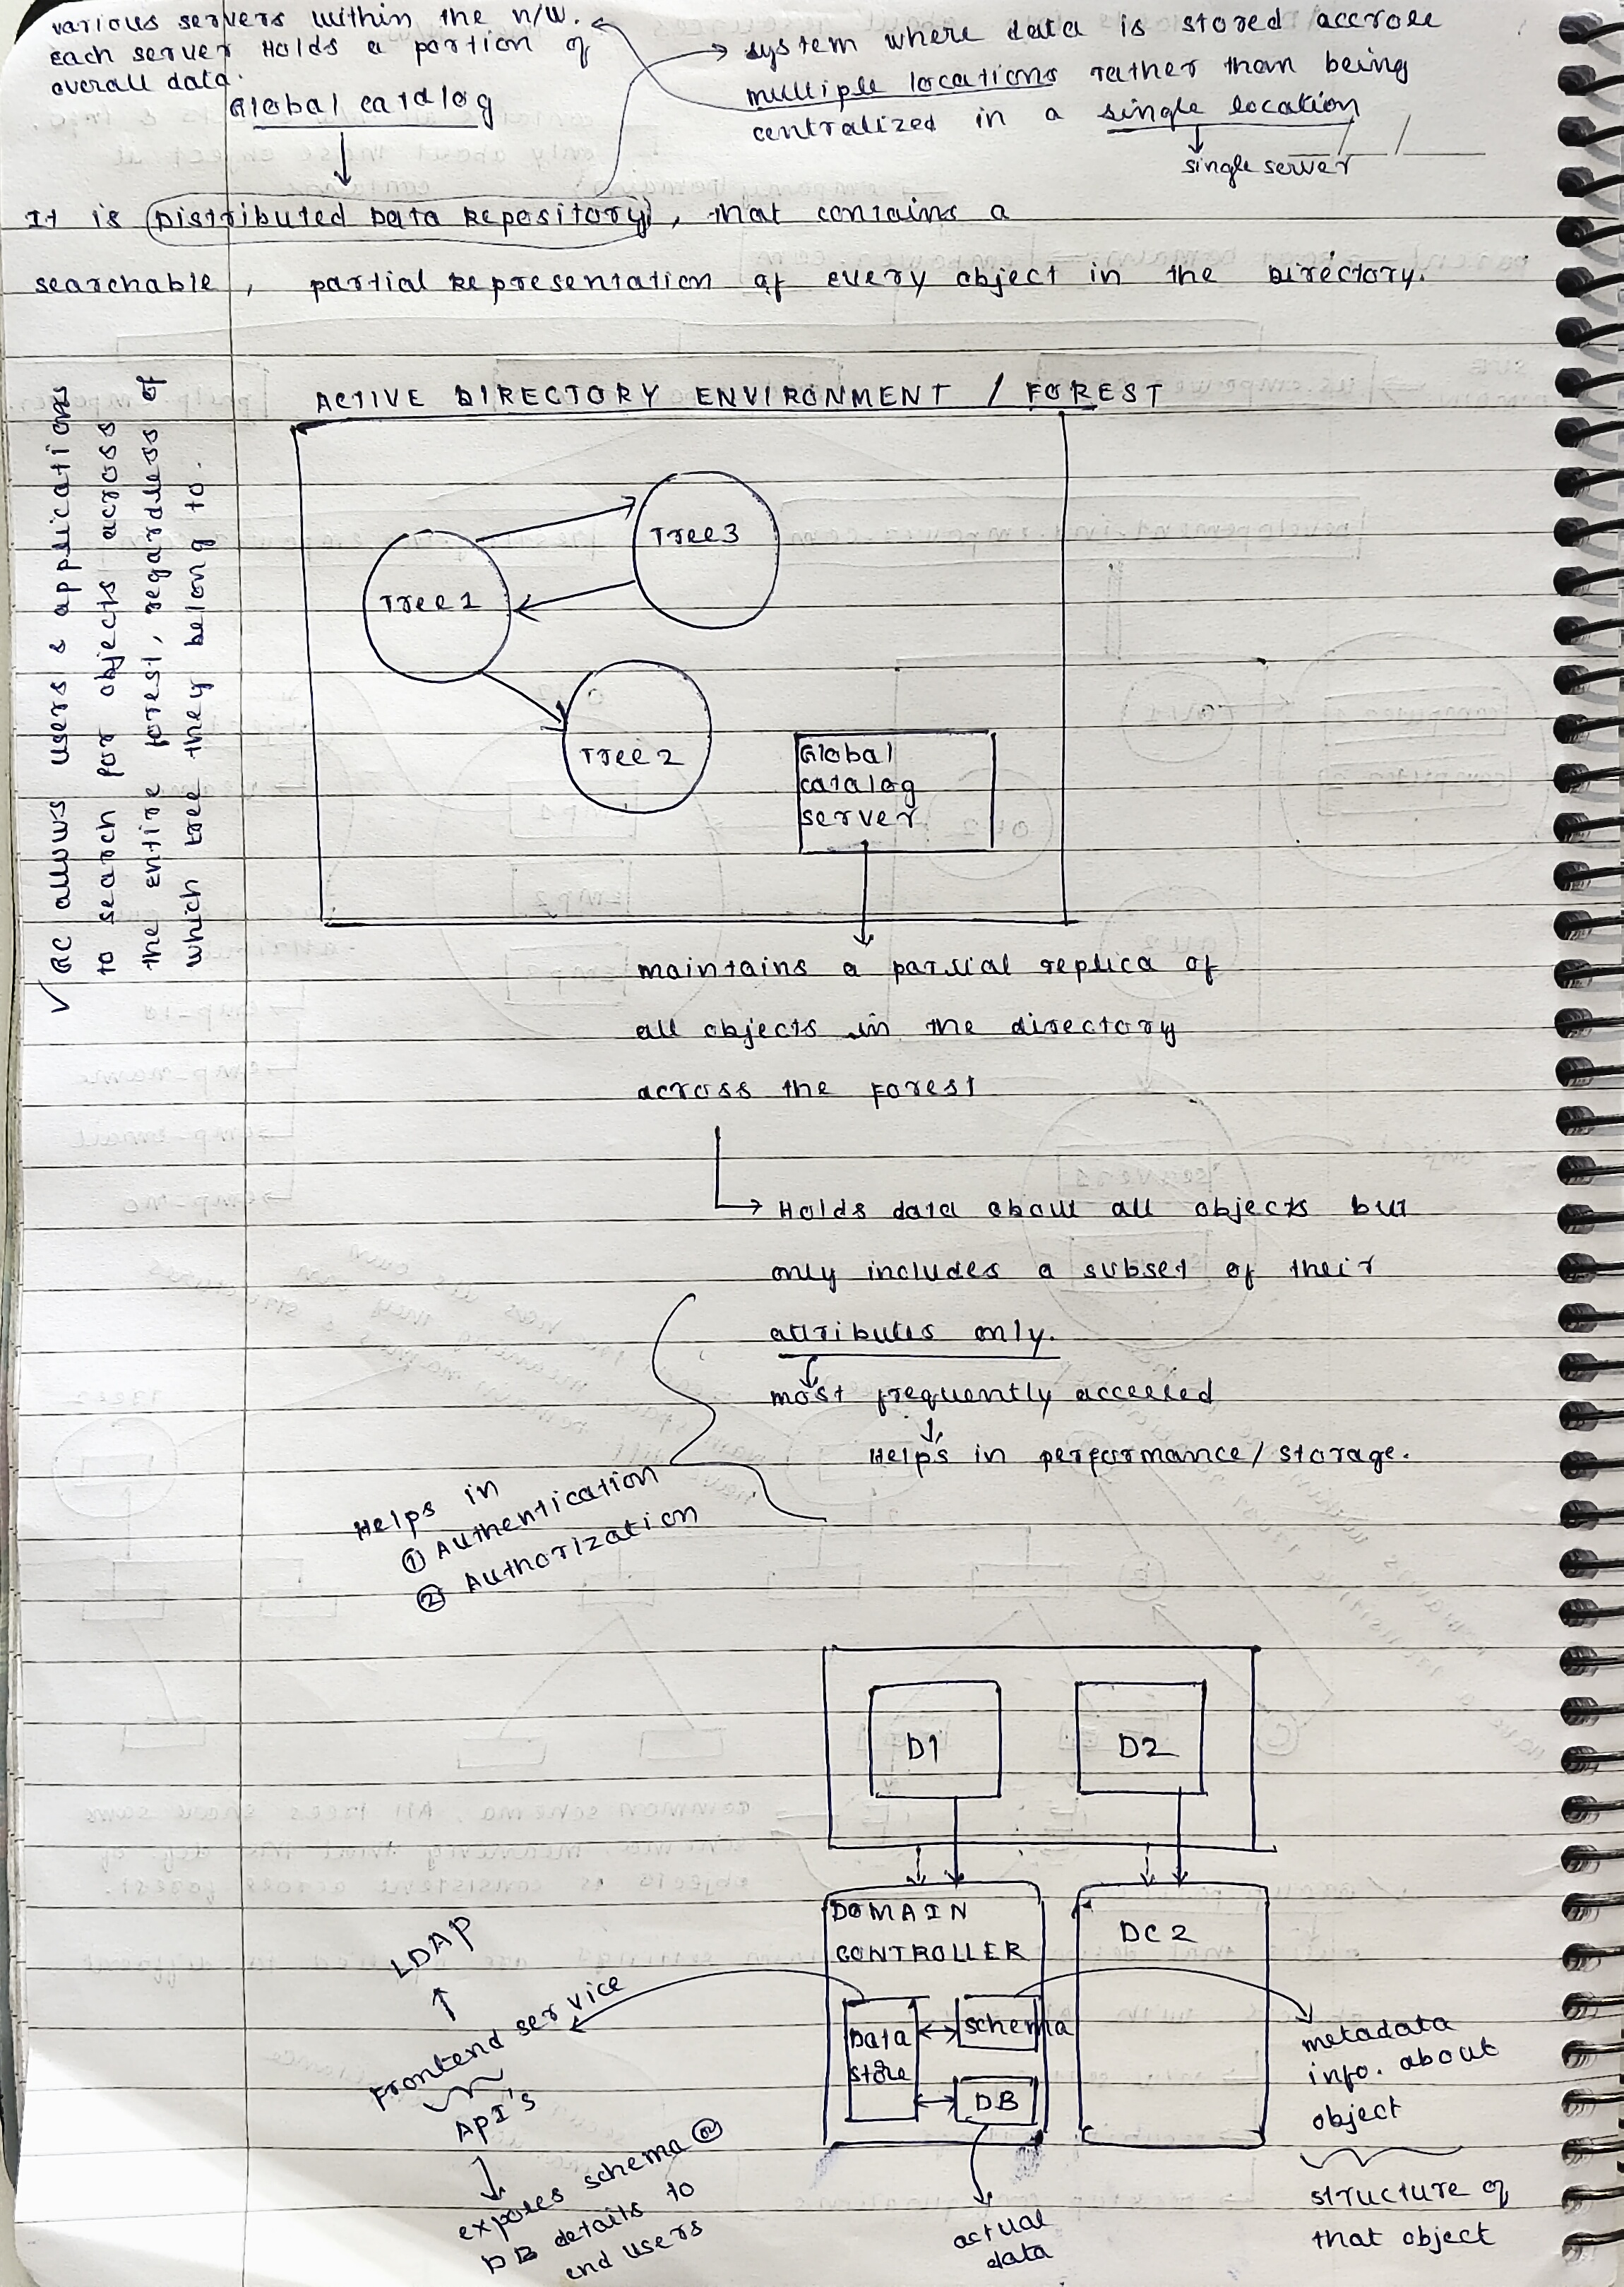 various servers within the n/w.
each server Holds a portion of
overall data.
system where data is stored accross
multiple locations rather than being
centralized in a single location
single server
Global catalog
It is Distributed Data Repository, that contains a
searchable, partial Representation of every object in the Directory.
ACTIVE DIRECTORY ENVIRONMENT / FOREST
GC allows users & applications
to search for objects across
the entire forest, regardless of
which tree they belong to.
Tree 3
Tree 1
Tree 2
Global
catalog
server
maintains a partial replica of
all objects in the directory
across the forest
Holds data about all objects but
only includes a subset of their
attributes only.
most frequently accessed
Helps in performance/storage.
Helps in
① Authentication
② Authorization
D1
D2
DOMAIN
CONTROLLER
DC2
Data
store
schema
DB
LDAP
Frontend service
API's
exposes schema @
DB details to
end users
actual
data
metadata
info. about
object
structure of
that object